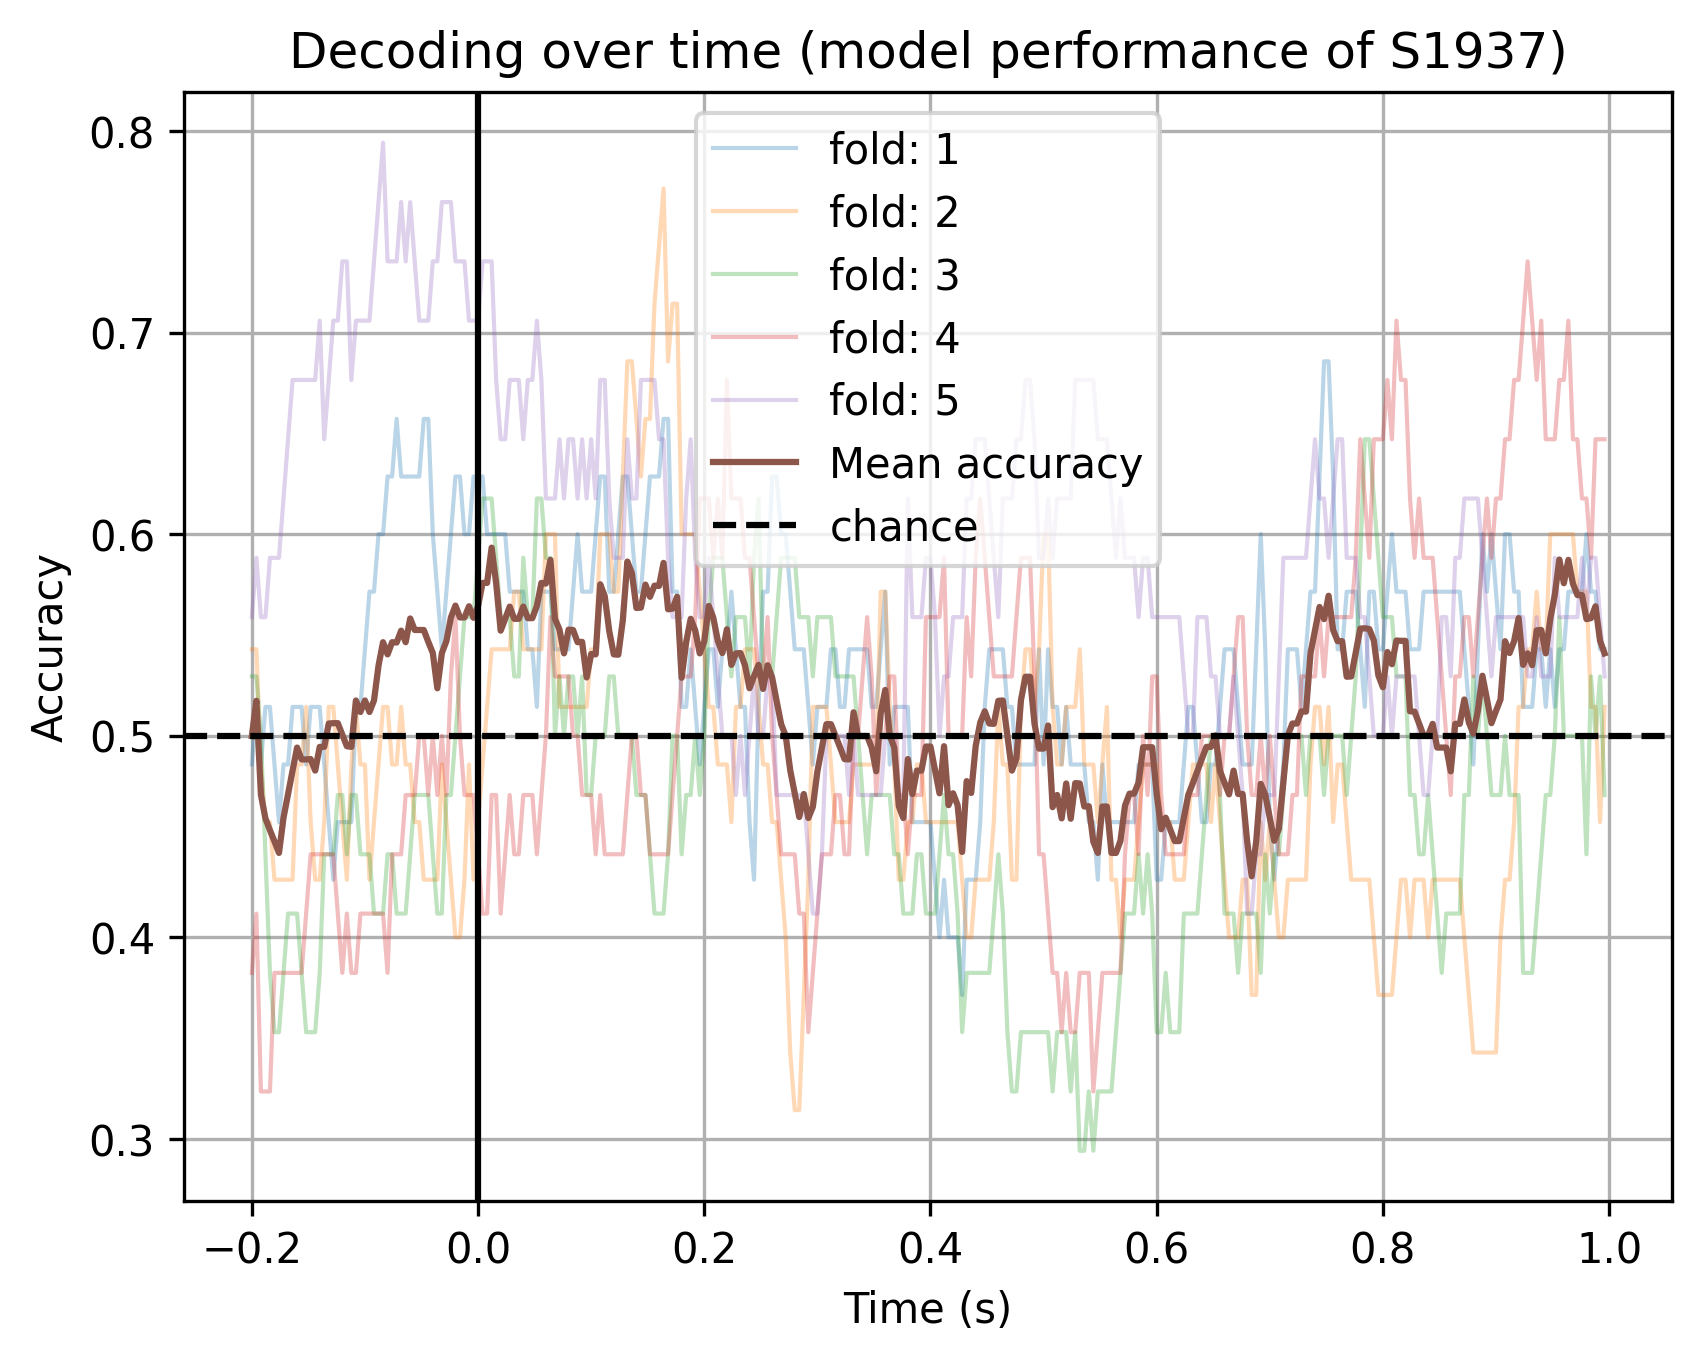 Decoding over time (model performance of S1937)
fold: 1
fold: 2
fold: 3
fold: 4
fold: 5
Mean accuracy
chance
Accuracy
0.8
0.7
0.6
0.5
0.4
0.3
−0.2 0.0 0.2 0.4 0.6 0.8 1.0
Time (s)